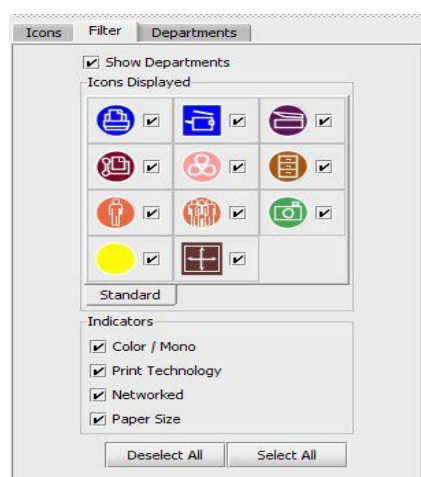 Icons Filter Departments
Show Departments
Icons Displayed
Standard
Indicators
Color / Mono
Print Technology
Networked
Paper Size
Deselect All Select All